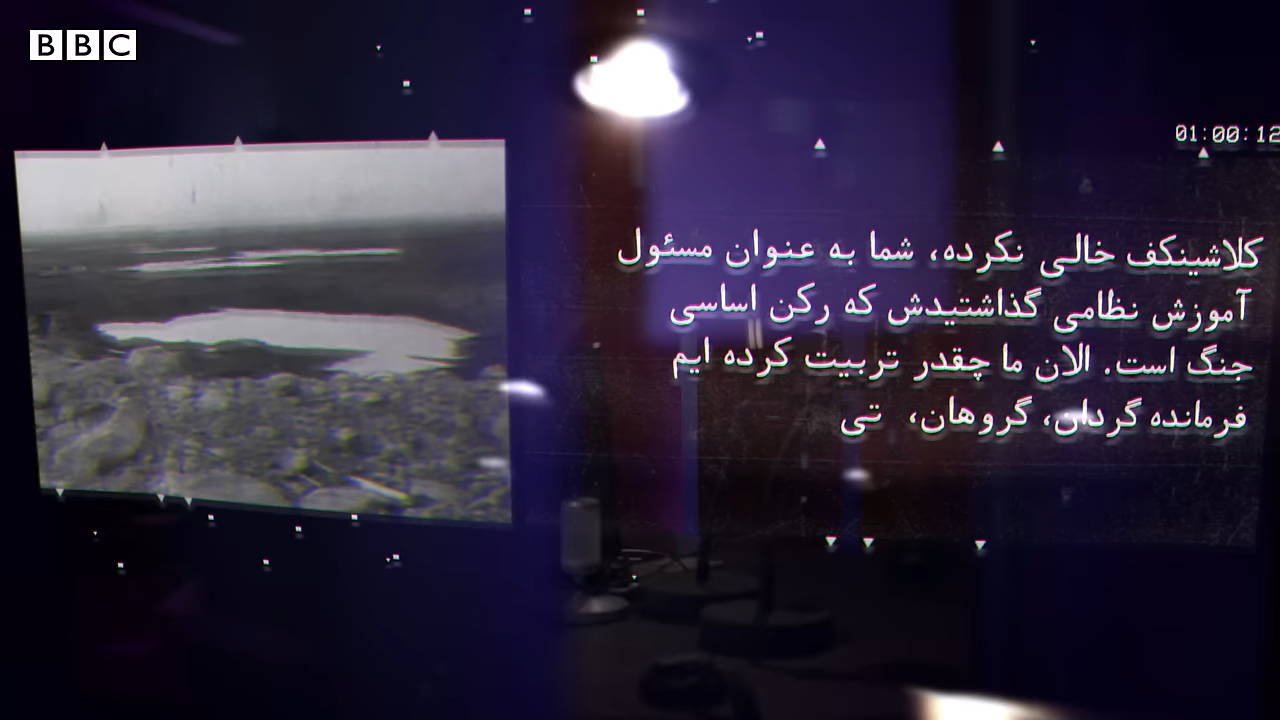 BBC
01:00:12
کلاشینکف خالی نکرده، شما به عنوان مسئول
آموزش نظامی گذاشتیدش که رکن اساسی
جنگ است. الان ما چقدر تربیت کرده ایم
فرمانده گردان، گروهان، تی